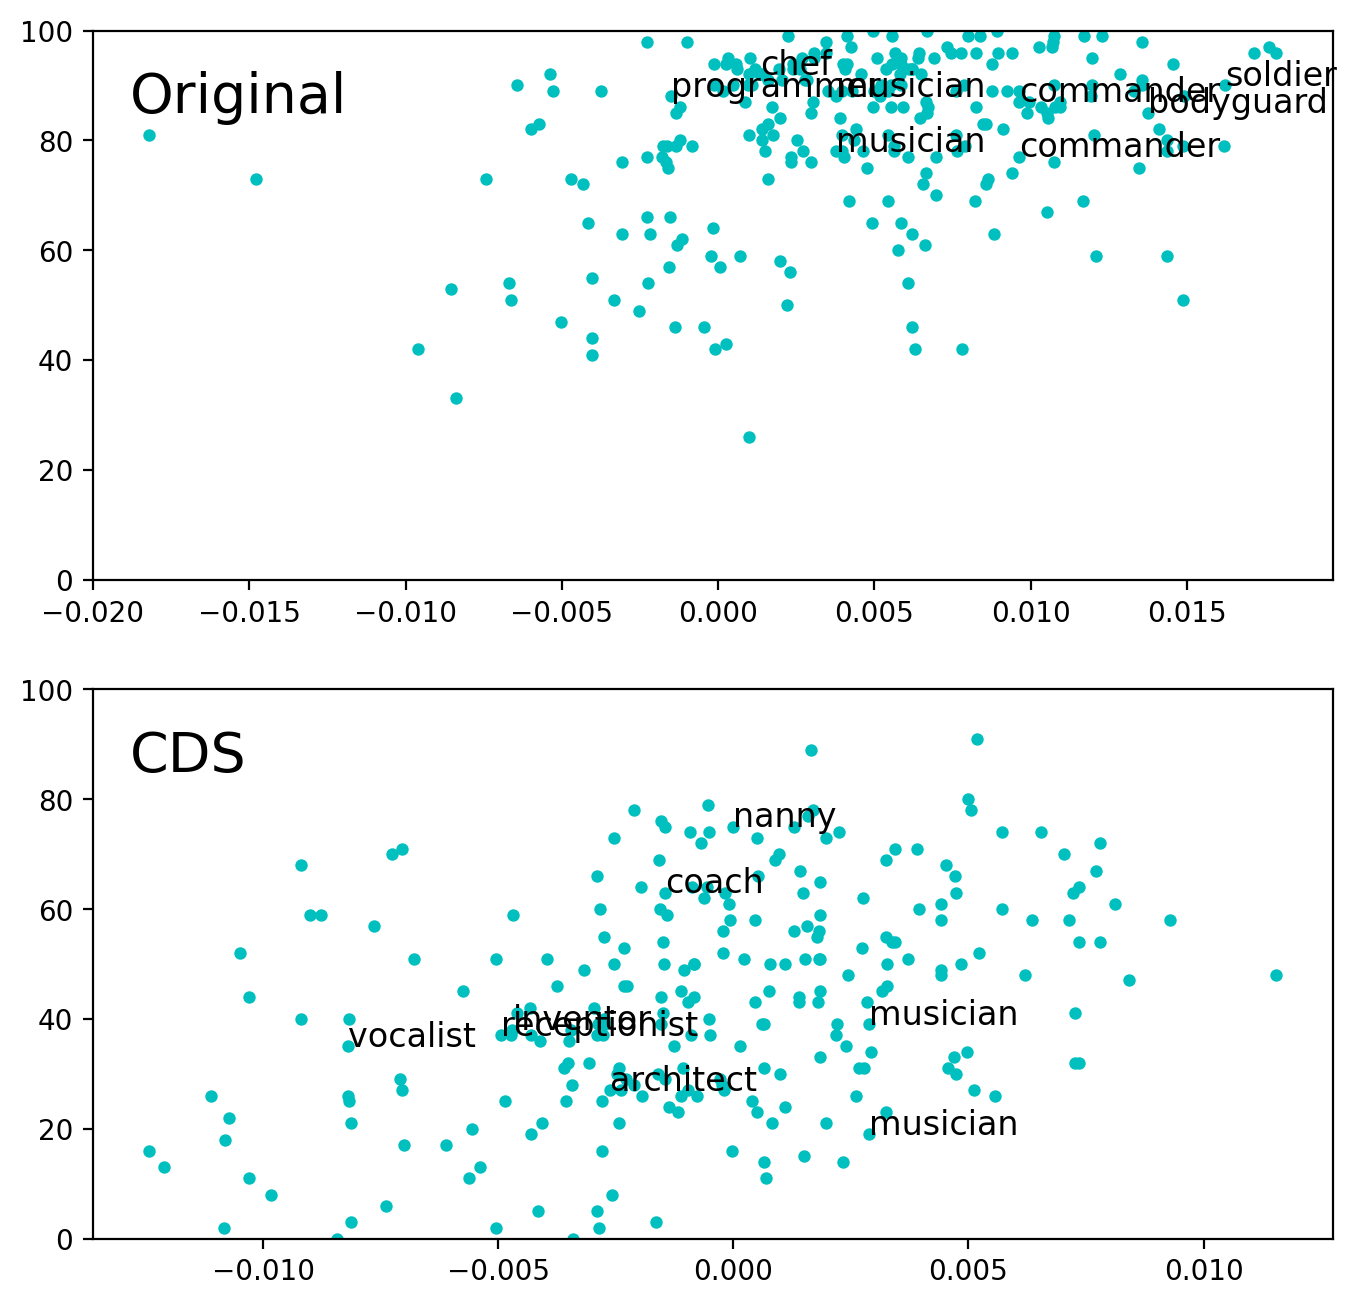 100
80
60
40
20
0
Original
chef
soldier
programmer
musician
commander
bodyguard
musician
commander
−0.020 −0.015 −0.010 −0.005 0.000 0.005 0.010 0.015
100
80
60
40
20
0
CDS
nanny
coach
inventor
musician
receptionist
vocalist
architect
musician
−0.010 −0.005 0.000 0.005 0.010